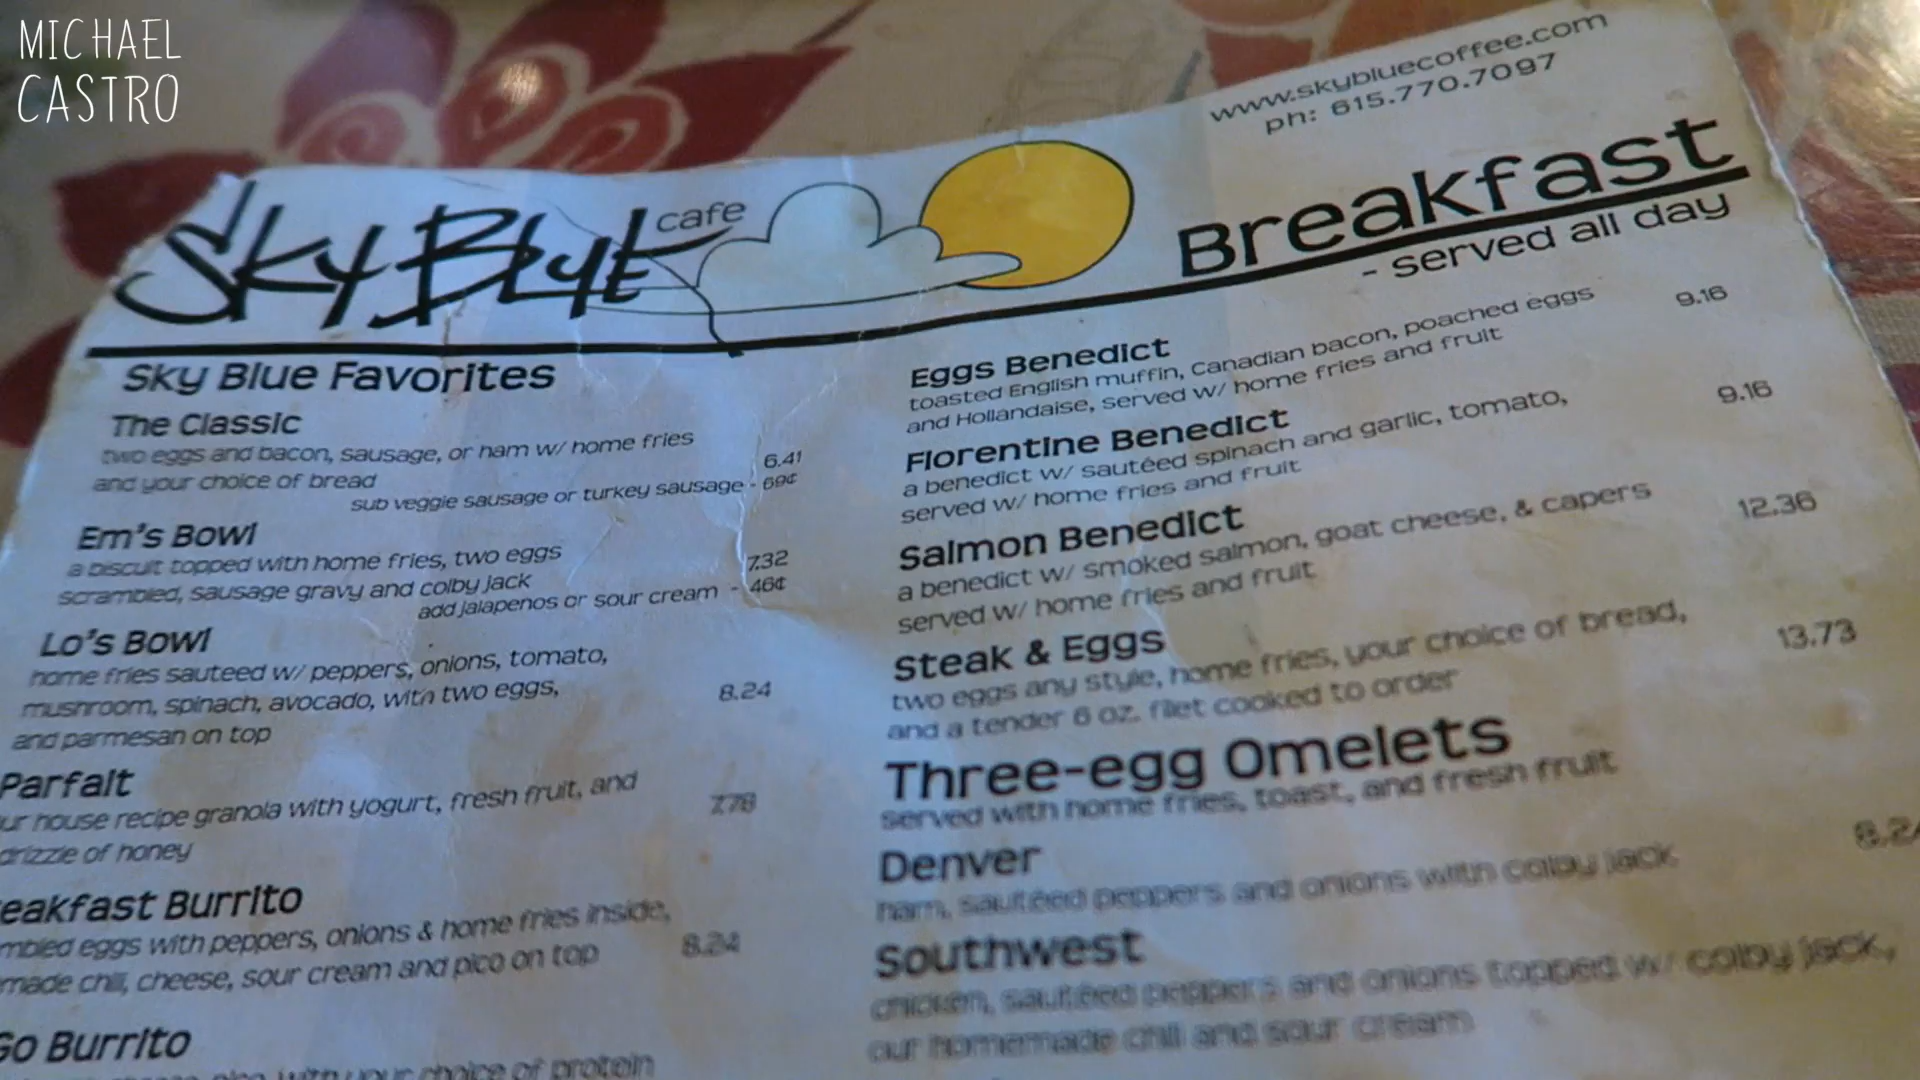 MICHAEL
CASTRO
www.skybluecoffee.com
ph: 615.770.7097
Sky Blue cafe
Breakfast
- served all day
Sky Blue Favorites
The Classic
two eggs and bacon, sausage, or ham w/ home fries
and your choice of bread 6.41
sub veggie sausage or turkey sausage - 69¢
Em's Bowl
a biscuit topped with home fries, two eggs
scrambled, sausage gravy and colby jack 7.32
add jalapenos or sour cream - 46¢
Lo's Bowl
home fries sauteed w/ peppers, onions, tomato,
mushroom, spinach, avocado, with two eggs, 8.24
and parmesan on top
Parfait
ur house recipe granola with yogurt, fresh fruit, and 7.78
drizzle of honey
eakfast Burrito
mbled eggs with peppers, onions & home fries inside,
made chili, cheese, sour cream and pico on top 8.24
Go Burrito
with your choice of protein
Eggs Benedict 9.16
toasted English muffin, Canadian bacon, poached eggs
and Hollandaise, served w/ home fries and fruit
Florentine Benedict 9.16
a benedict w/ sautéed spinach and garlic, tomato,
served w/ home fries and fruit
Salmon Benedict 12.36
a benedict w/ smoked salmon, goat cheese, & capers
served w/ home fries and fruit
Steak & Eggs 13.73
two eggs any style, home fries, your choice of bread,
and a tender 6 oz. filet cooked to order
Three-egg Omelets
served with home fries, toast, and fresh fruit
Denver 8.24
ham, sautéed peppers and onions with colby jack
Southwest
chicken, sautéed peppers and onions topped w/ colby jack,
our homemade chili and sour cream